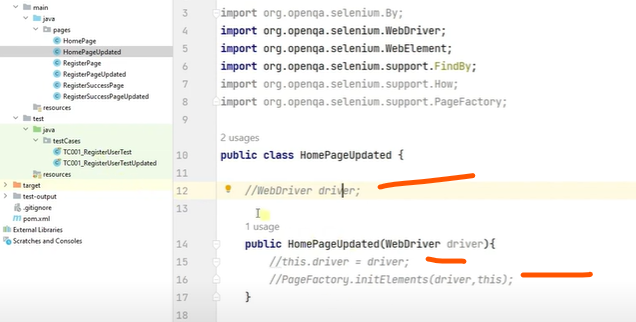 main
java
pages
HomePage
HomePageUpdated
RegisterPage
RegisterPageUpdated
RegisterSuccessPage
RegisterSuccessPageUpdated
resources
test
java
testCases
TC001_RegisterUserTest
TC001_RegisterUserTestUpdated
resources
target
test-output
.gitignore
pom.xml
External Libraries
Scratches and Consoles
3 import org.openqa.selenium.By;
4 import org.openqa.selenium.WebDriver;
5 import org.openqa.selenium.WebElement;
6 import org.openqa.selenium.support.FindBy;
7 import org.openqa.selenium.support.How;
8 import org.openqa.selenium.support.PageFactory;
9
2 usages
10 public class HomePageUpdated {
11
12 //WebDriver driver;
13
1 usage
14 public HomePageUpdated(WebDriver driver){
15 //this.driver = driver;
16 //PageFactory.initElements(driver,this);
17 }